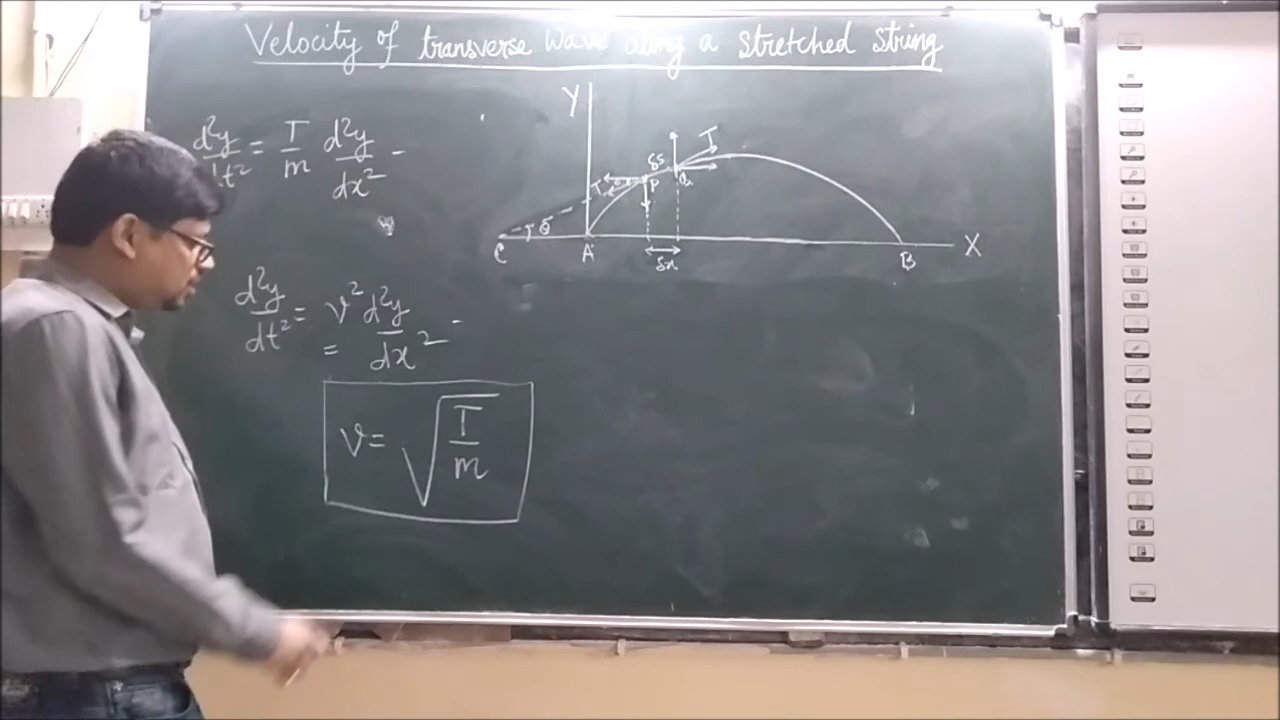 Velocity of transverse wave along a stretched string
d²y/dt² = T/m d²y/dx² -
d²y/dt² = v² d²y/dx² -
=
v = √(T/m)
Y
T
δs
T
P
Q
C
θ
A
B
X
δx